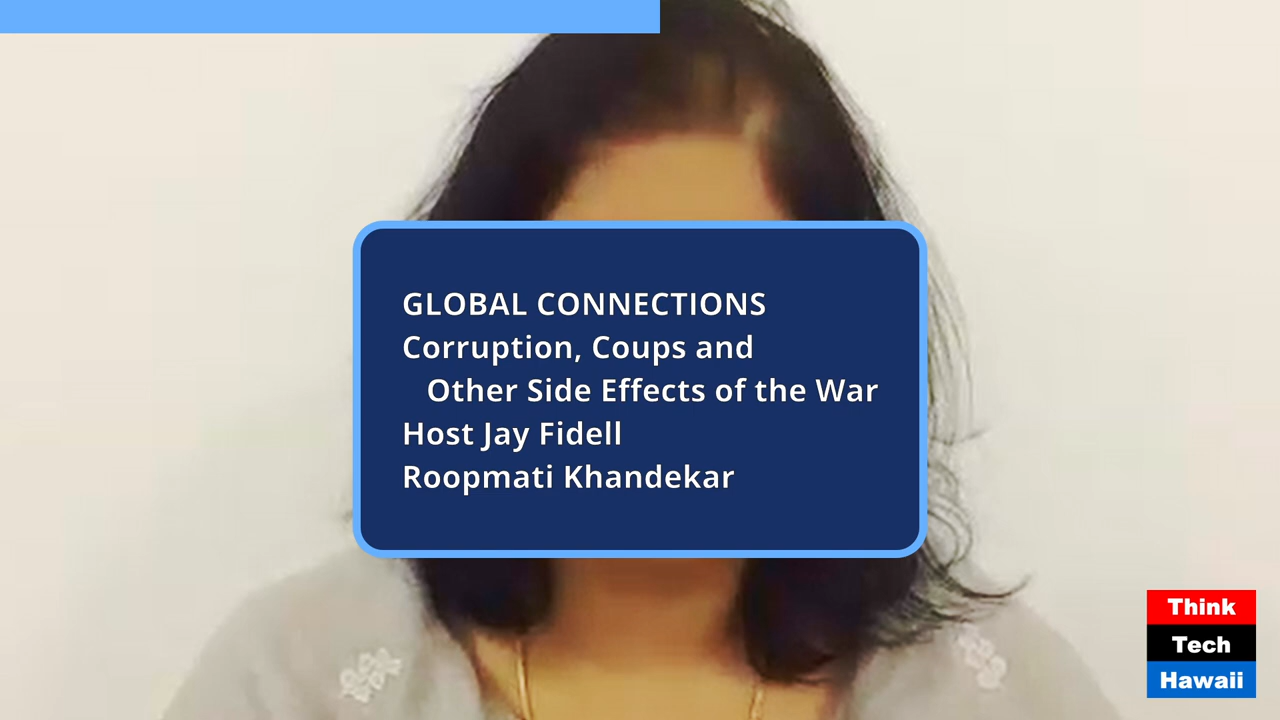 GLOBAL CONNECTIONS
Corruption, Coups and
Other Side Effects of the War
Host Jay Fidell
Roopmati Khandekar
Think
Tech
Hawaii